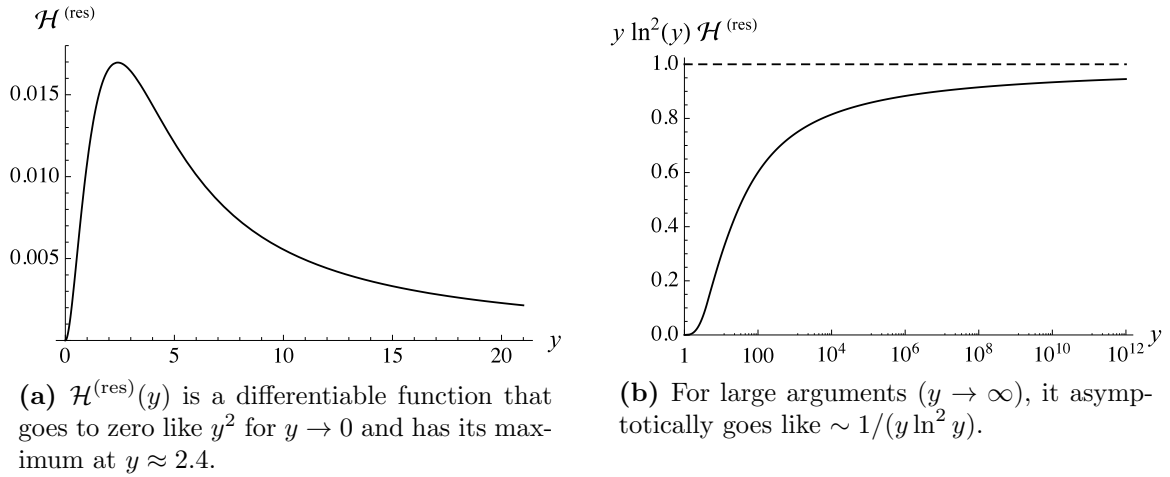 𝓗 (res)
0.015
0.010
0.005
0 5 10 15 20 y
(a) 𝓗(res)(y) is a differentiable function that
goes to zero like y² for y → 0 and has its max-
imum at y ≈ 2.4.
y ln²(y) 𝓗 (res)
1.0
0.8
0.6
0.4
0.2
0.0
1 100 10⁴ 10⁶ 10⁸ 10¹⁰ 10¹² y
(b) For large arguments (y → ∞), it asymp-
totically goes like ∼ 1/(y ln² y).